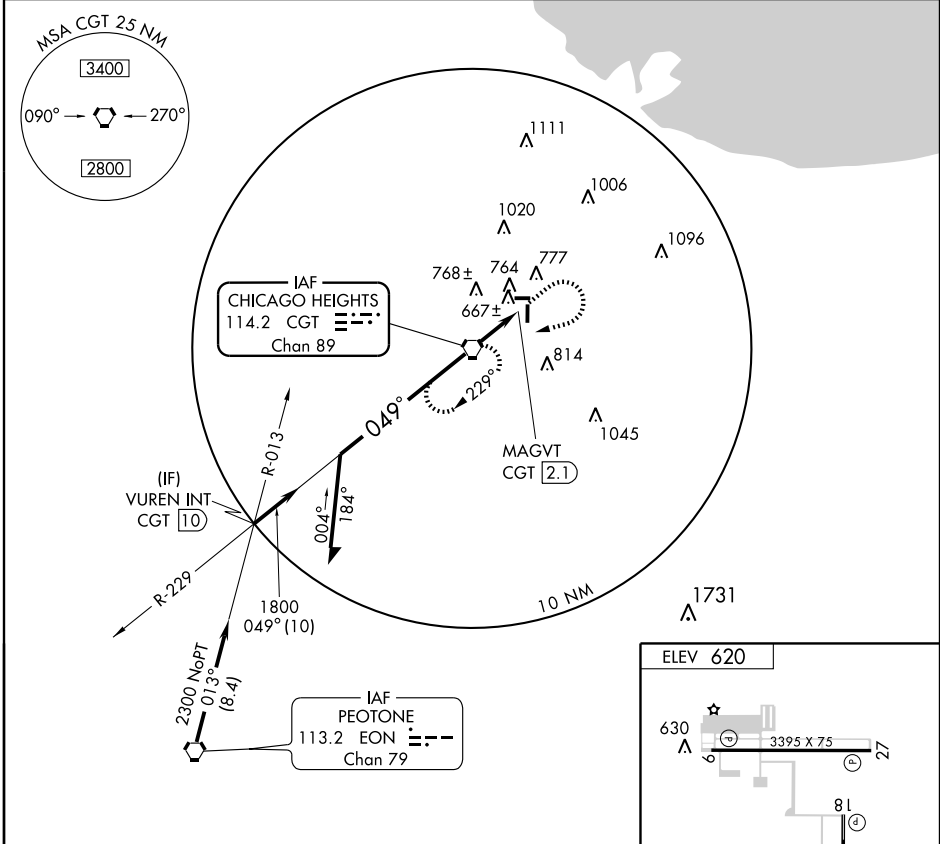 MSA CGT 25 NM
3400
090° 270°
2800
1111
1006
1020
1096
777
764
768±
667±
IAF
CHICAGO HEIGHTS
114.2 CGT
Chan 89
814
229°
049°
1045
R-013
MAGVT
CGT 2.1
(IF)
VUREN INT
CGT 10
004°
184°
10 NM
R-229
1800
049° (10)
1731
2300 NoPT
013°
(8.4)
IAF
PEOTONE
113.2 EON
Chan 79
ELEV 620
630
P
3395 X 75
9
27
P
18
P